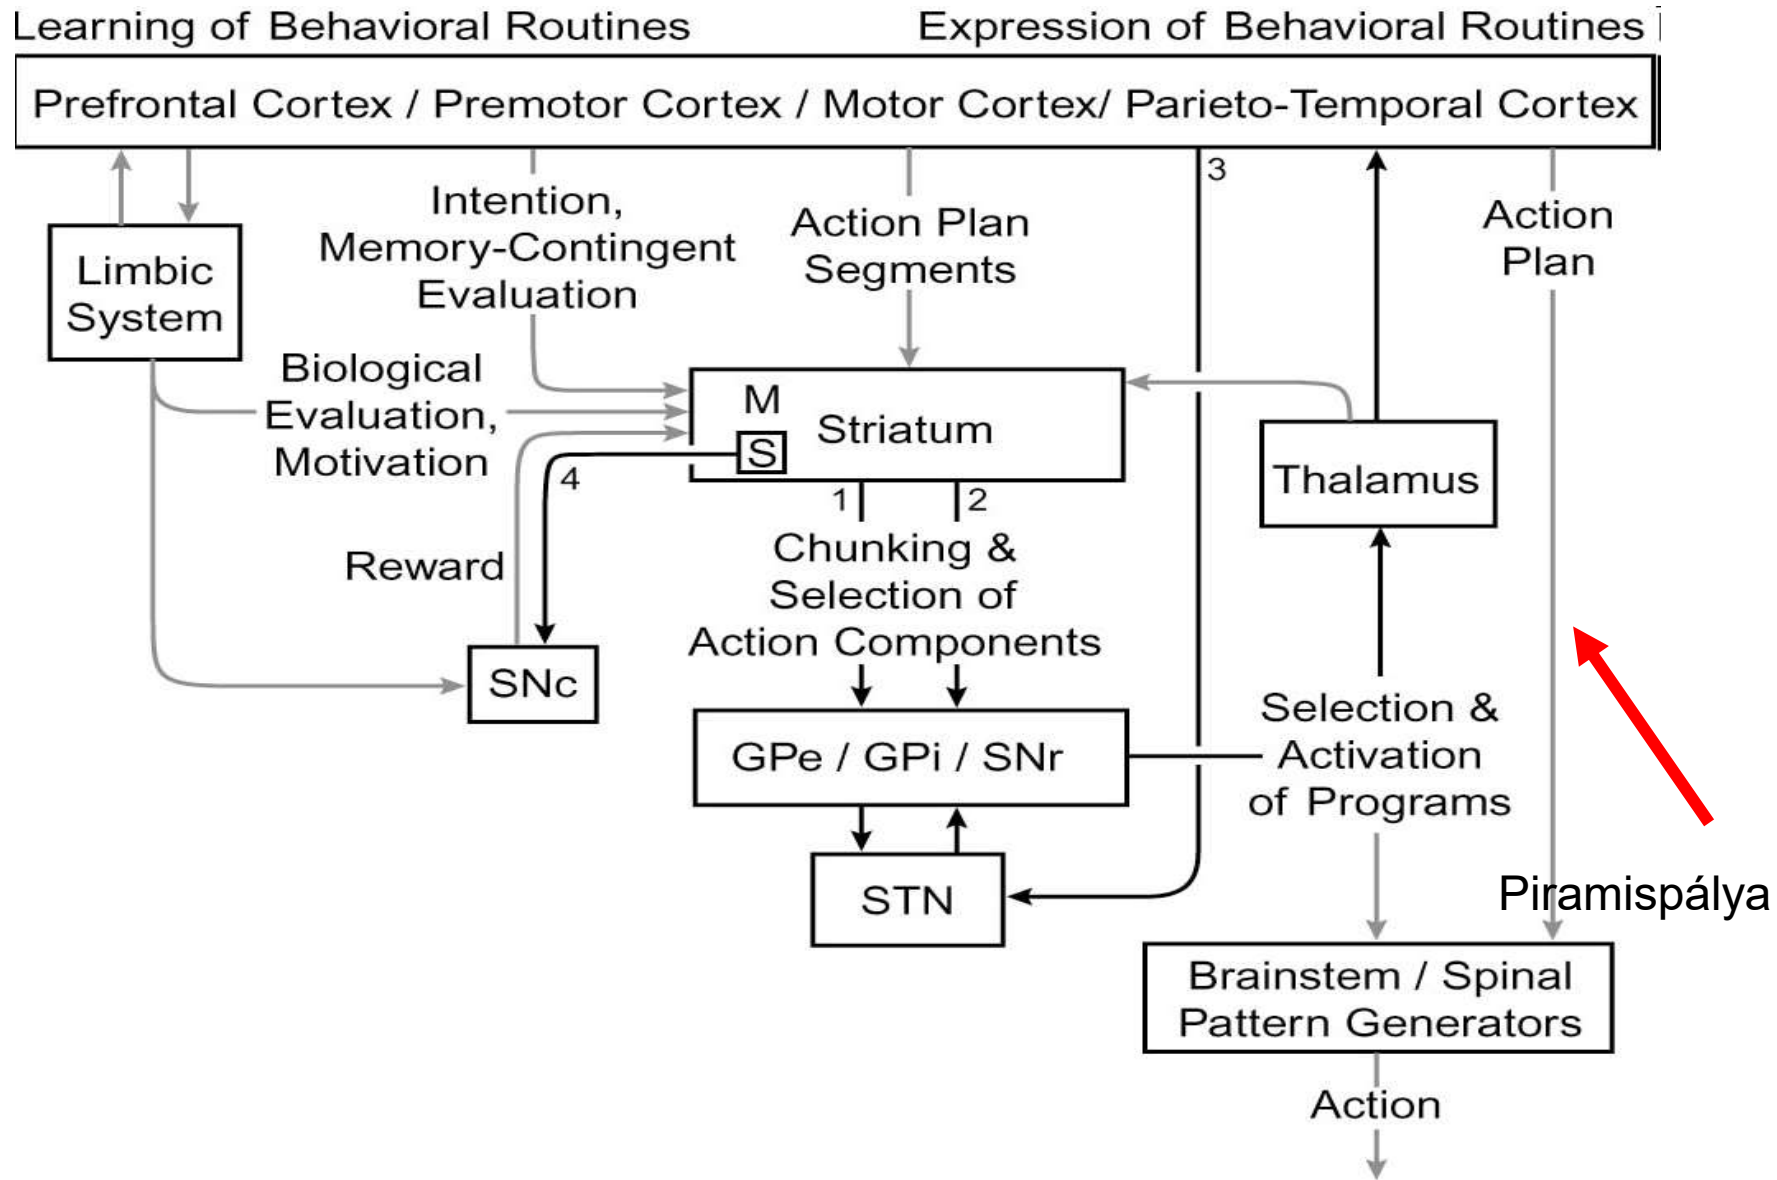 Learning of Behavioral Routines
Expression of Behavioral Routines
Prefrontal Cortex / Premotor Cortex / Motor Cortex/ Parieto-Temporal Cortex
Limbic
System
Intention,
Memory-Contingent
Evaluation
Action Plan
Segments
3
Action
Plan
Biological
Evaluation,
Motivation
M
S
Striatum
Thalamus
4
1
2
Reward
Chunking &
Selection of
Action Components
SNc
GPe / GPi / SNr
Selection &
Activation
of Programs
STN
Piramispálya
Brainstem / Spinal
Pattern Generators
Action